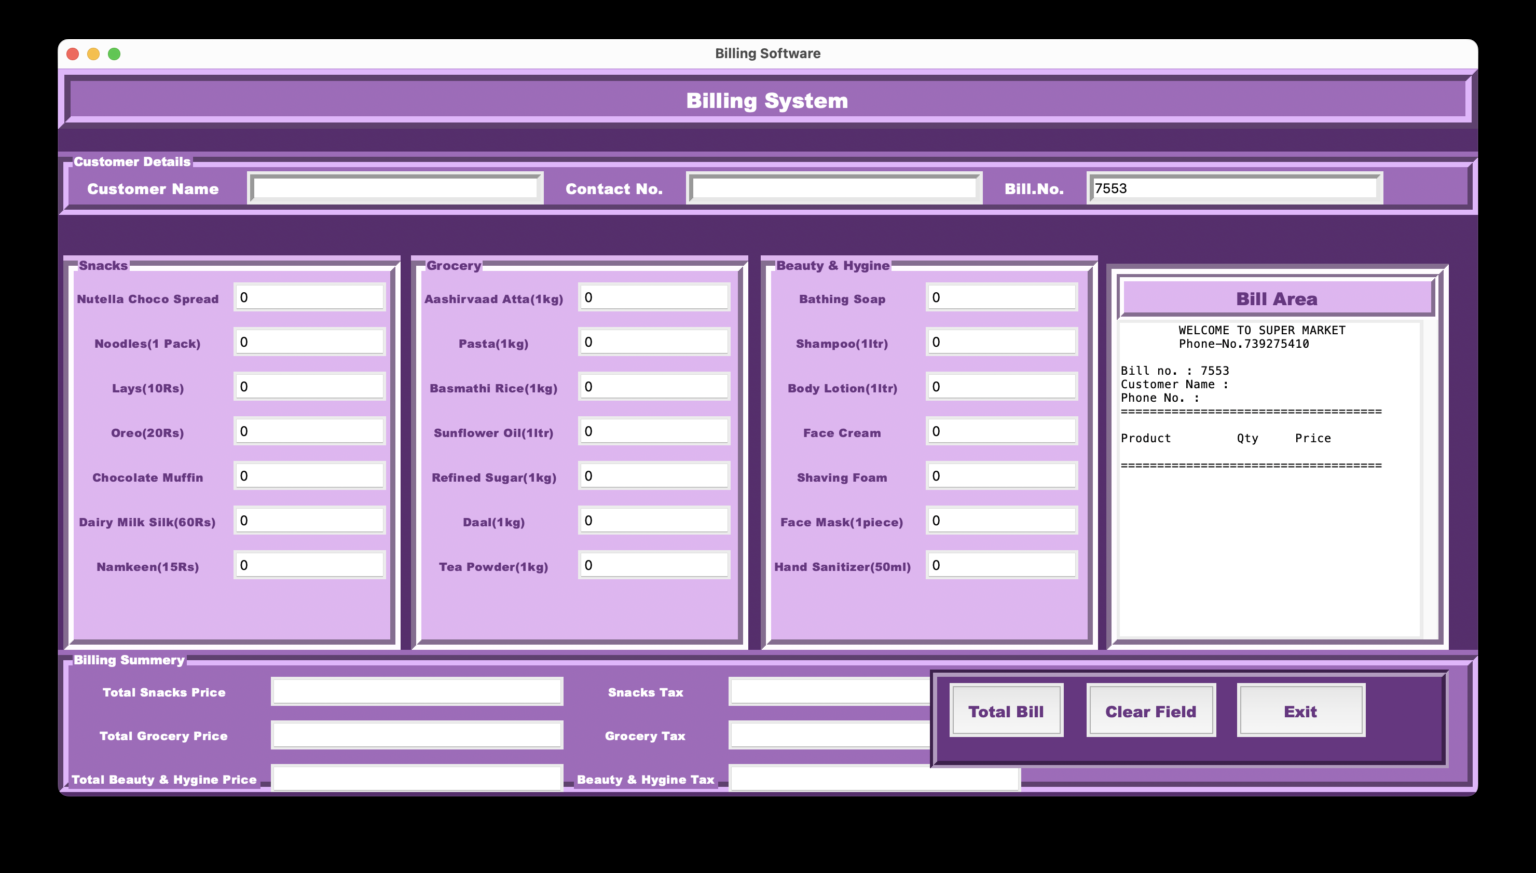 Billing Software
Billing System
Customer Details
Customer Name
Contact No.
Bill.No. 7553
Snacks
Nutella Choco Spread 0
Noodles(1 Pack) 0
Lays(10Rs) 0
Oreo(20Rs) 0
Chocolate Muffin 0
Dairy Milk Silk(60Rs) 0
Namkeen(15Rs) 0
Grocery
Aashirvaad Atta(1kg) 0
Pasta(1kg) 0
Basmathi Rice(1kg) 0
Sunflower Oil(1ltr) 0
Refined Sugar(1kg) 0
Daal(1kg) 0
Tea Powder(1kg) 0
Beauty & Hygine
Bathing Soap 0
Shampoo(1ltr) 0
Body Lotion(1ltr) 0
Face Cream 0
Shaving Foam 0
Face Mask(1piece) 0
Hand Sanitizer(50ml) 0
Bill Area
WELCOME TO SUPER MARKET
Phone-No.739275410
Bill no. : 7553
Customer Name :
Phone No. :
====================================
Product Qty Price
====================================
Billing Summery
Total Snacks Price
Snacks Tax
Total Grocery Price
Grocery Tax
Total Beauty & Hygine Price
Beauty & Hygine Tax
Total Bill
Clear Field
Exit